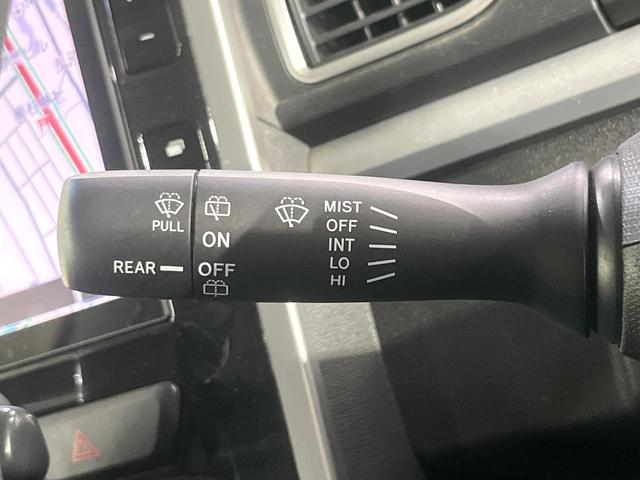 PULL
REAR
ON
OFF
MIST
OFF
INT
LO
HI